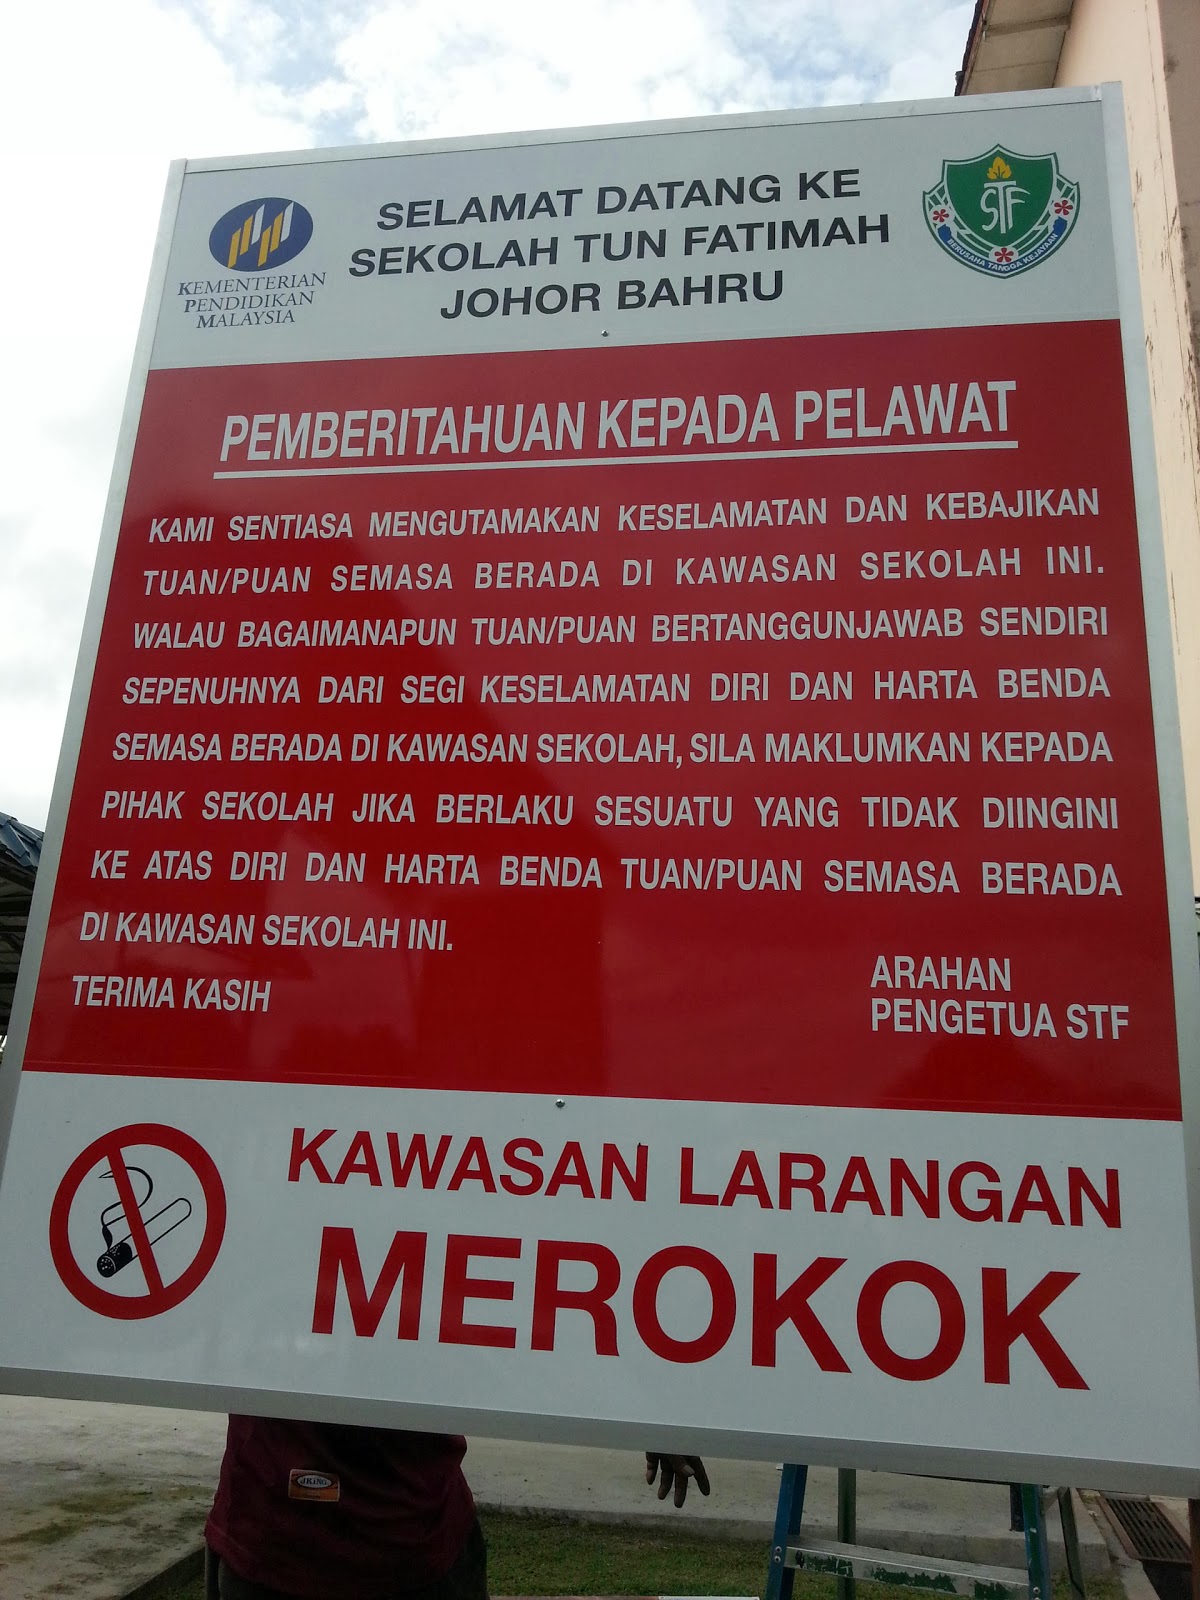 KEMENTERIAN
PENDIDIKAN
MALAYSIA
SELAMAT DATANG KE
SEKOLAH TUN FATIMAH
JOHOR BAHRU
STF
BERUSAHA TANGGA KEJAYAAN
PEMBERITAHUAN KEPADA PELAWAT
KAMI SENTIASA MENGUTAMAKAN KESELAMATAN DAN KEBAJIKAN
TUAN/PUAN SEMASA BERADA DI KAWASAN SEKOLAH INI.
WALAU BAGAIMANAPUN TUAN/PUAN BERTANGGUNJAWAB SENDIRI
SEPENUHNYA DARI SEGI KESELAMATAN DIRI DAN HARTA BENDA
SEMASA BERADA DI KAWASAN SEKOLAH, SILA MAKLUMKAN KEPADA
PIHAK SEKOLAH JIKA BERLAKU SESUATU YANG TIDAK DIINGINI
KE ATAS DIRI DAN HARTA BENDA TUAN/PUAN SEMASA BERADA
DI KAWASAN SEKOLAH INI.
TERIMA KASIH
ARAHAN
PENGETUA STF
KAWASAN LARANGAN
MEROKOK
JKING